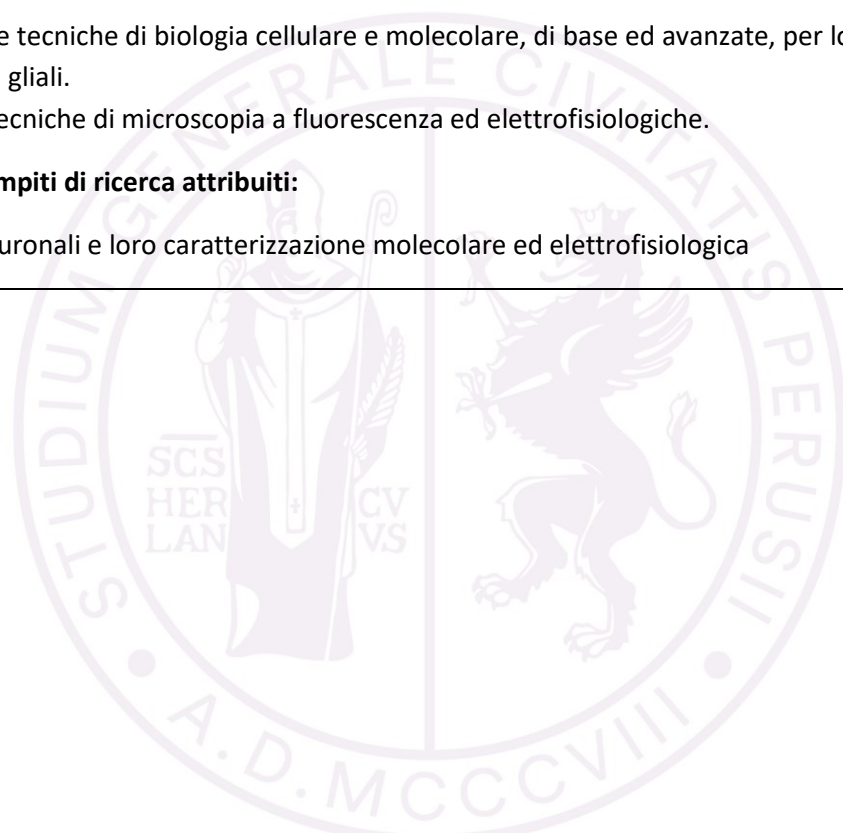 e tecniche di biologia cellulare e molecolare, di base ed avanzate, per lo
gliali.
ecniche di microscopia a fluorescenza ed elettrofisiologiche.
mpiti di ricerca attribuiti:
uronali e loro caratterizzazione molecolare ed elettrofisiologica
STUDIUM GENERALE CIVITATIS PERUSII
SCS
HER
LAN
CV
VS
A.D. MCCCVIII